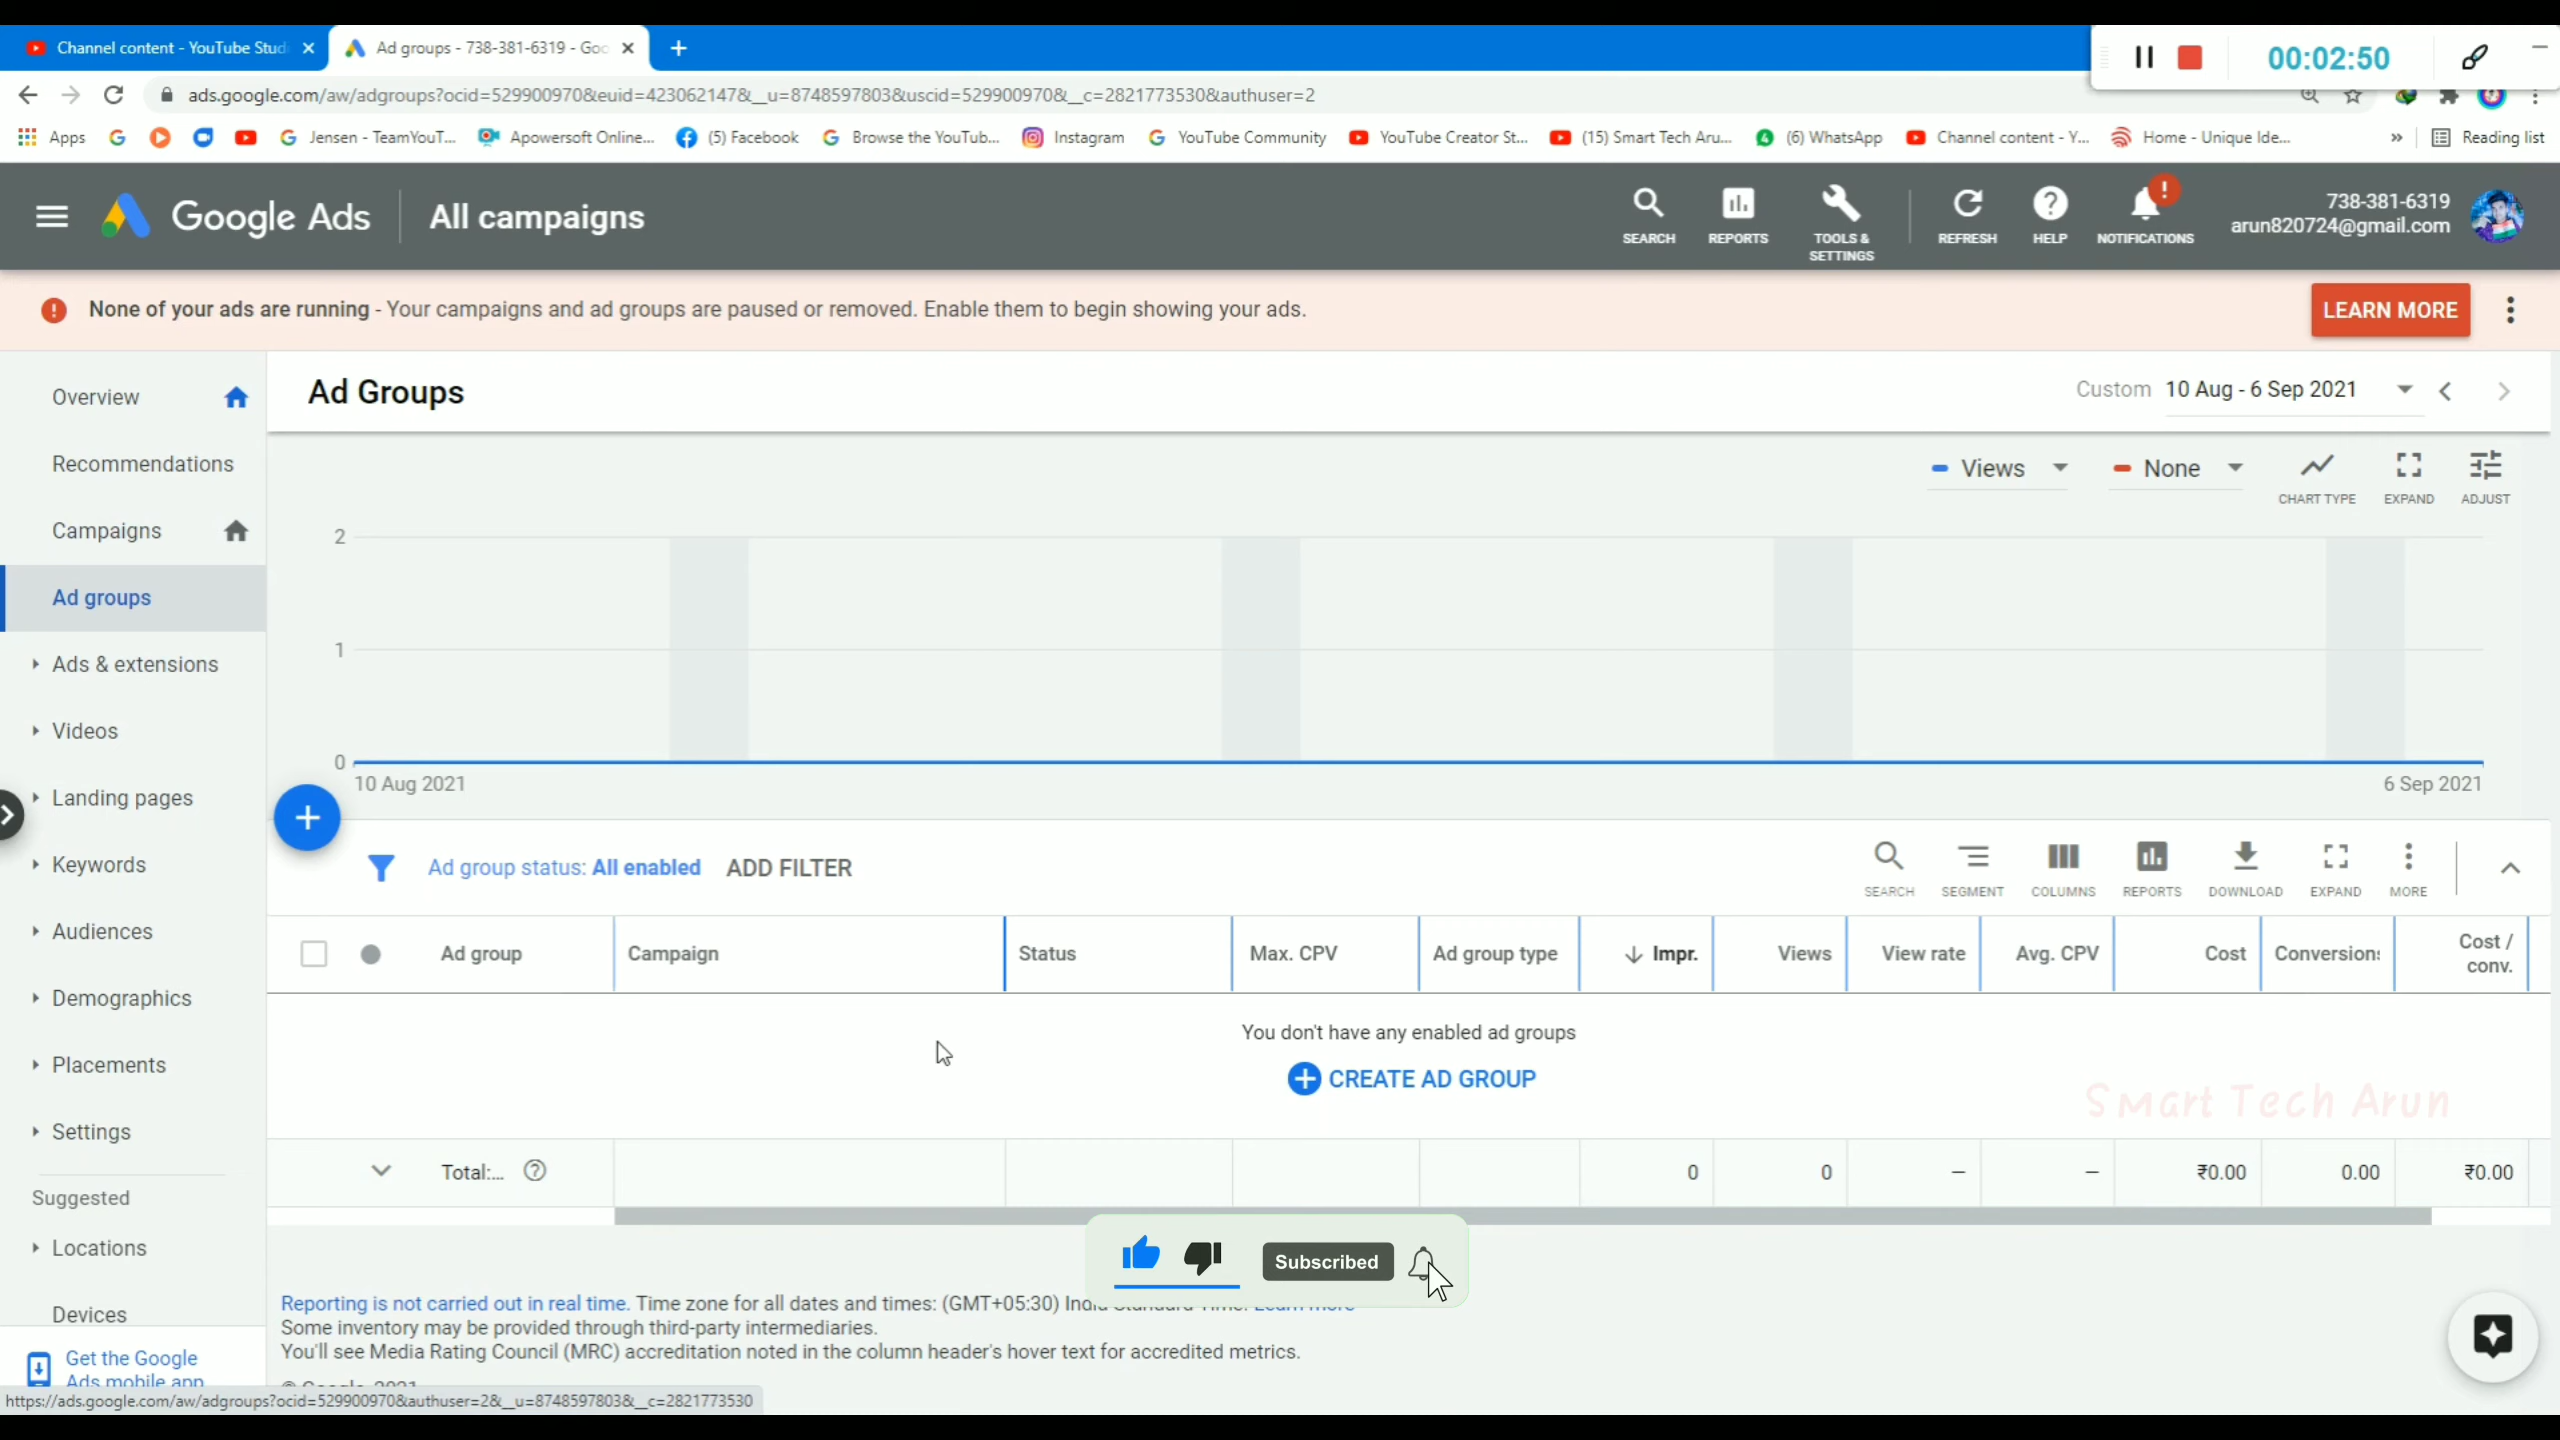 Channel content - YouTube Studi
Ad groups - 738-381-6319 - Goo
00:02:50
ads.google.com/aw/adgroups?ocid=529900970&euid=423062147&__u=8748597803&uscid=529900970&__c=2821773530&authuser=2
Apps
Jensen - TeamYouT...
Apowersoft Online...
(5) Facebook
Browse the YouTub...
Instagram
YouTube Community
YouTube Creator St...
(15) Smart Tech Aru...
(6) WhatsApp
Channel content - Y...
Home - Unique Ide...
»
Reading list
Google Ads
All campaigns
SEARCH
REPORTS
TOOLS &
SETTINGS
REFRESH
HELP
NOTIFICATIONS
738-381-6319
arun820724@gmail.com
None of your ads are running - Your campaigns and ad groups are paused or removed. Enable them to begin showing your ads.
LEARN MORE
Overview
Recommendations
Campaigns
Ad groups
Ads & extensions
Videos
Landing pages
Keywords
Audiences
Demographics
Placements
Settings
Suggested
Locations
Devices
Get the Google
Ads mobile app
Ad Groups
Custom 10 Aug - 6 Sep 2021
Views
None
CHART TYPE
EXPAND
ADJUST
2
1
0
10 Aug 2021
6 Sep 2021
Ad group status: All enabled
ADD FILTER
SEARCH
SEGMENT
COLUMNS
REPORTS
DOWNLOAD
EXPAND
MORE
Ad group
Campaign
Status
Max. CPV
Ad group type
Impr.
Views
View rate
Avg. CPV
Cost
Conversions
Cost /
conv.
You don't have any enabled ad groups
CREATE AD GROUP
Smart Tech Arun
Total:...
0
0
—
—
₹0.00
0.00
₹0.00
Subscribed
Reporting is not carried out in real time. Time zone for all dates and times: (GMT+05:30) India Standard Time. Learn more
Some inventory may be provided through third-party intermediaries.
You'll see Media Rating Council (MRC) accreditation noted in the column header's hover text for accredited metrics.
© Google, 2021
https://ads.google.com/aw/adgroups?ocid=529900970&authuser=2&__u=8748597803&__c=2821773530